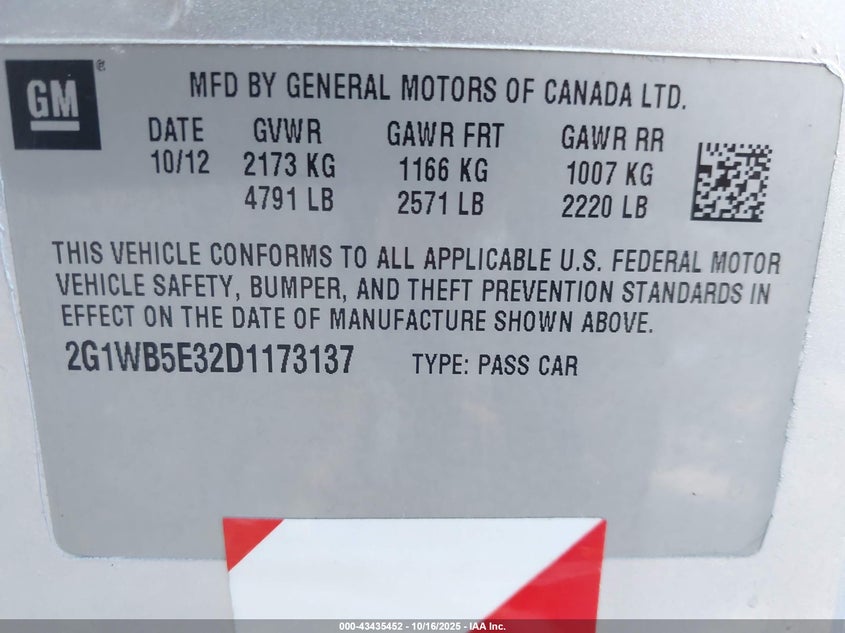 GM®
MFD BY GENERAL MOTORS OF CANADA LTD.
DATE GVWR GAWR FRT GAWR RR
10/12 2173 KG 1166 KG 1007 KG
4791 LB 2571 LB 2220 LB
THIS VEHICLE CONFORMS TO ALL APPLICABLE U.S. FEDERAL MOTOR
VEHICLE SAFETY, BUMPER, AND THEFT PREVENTION STANDARDS IN
EFFECT ON THE DATE OF MANUFACTURE SHOWN ABOVE.
2G1WB5E32D1173137 TYPE: PASS CAR
000-43435452 - 10/16/2025 - IAA Inc.